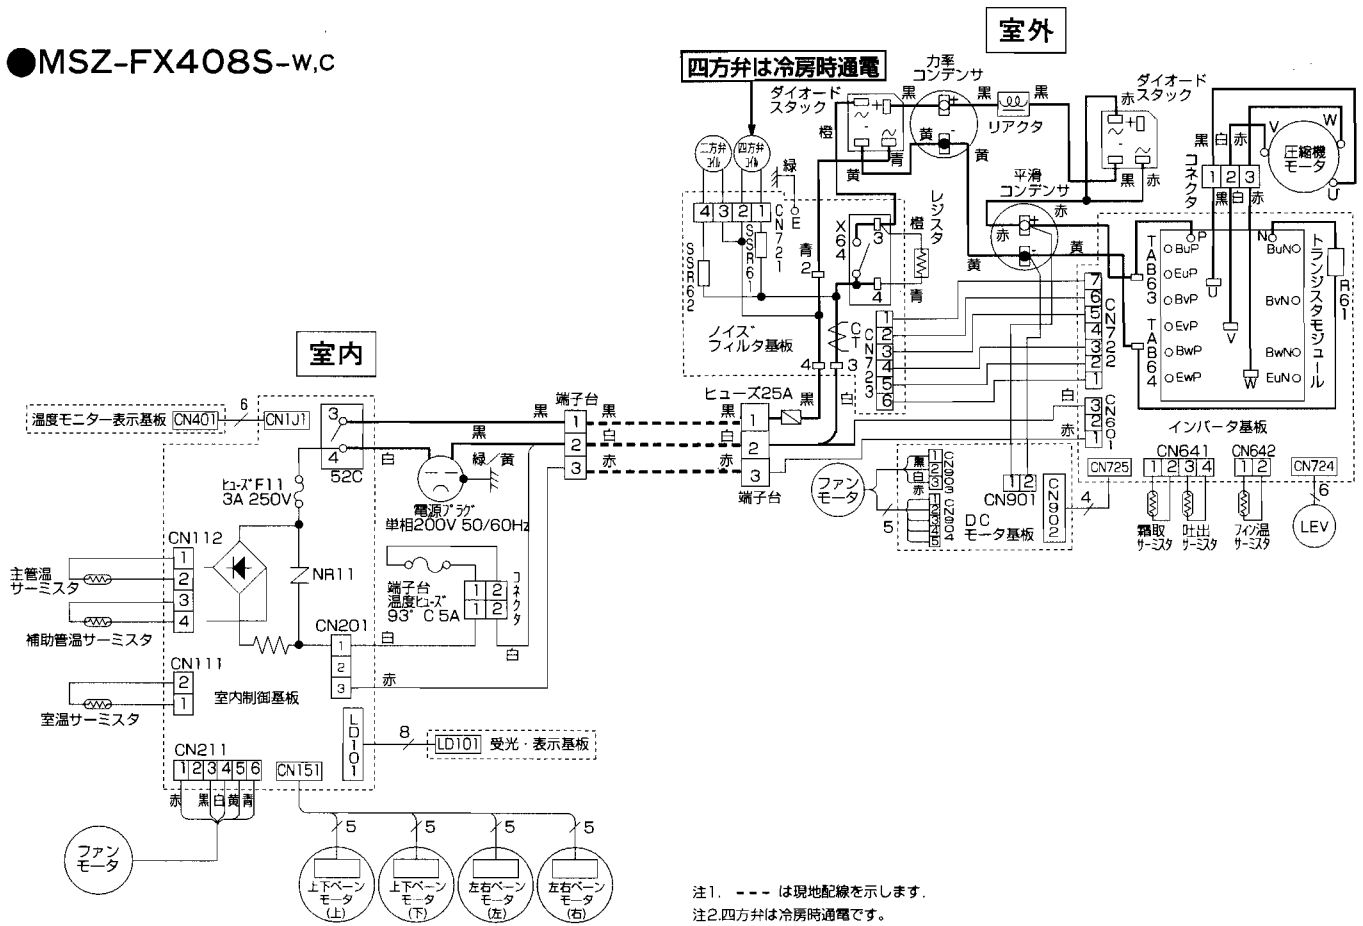 ●MSZ-FX408S-W,C
室外
四方弁は冷房時通電
ダイオード
スタック
黒
力率
コンデンサ
黒
黒
リアクタ
ダイオード
スタック
赤
橙
黄
青
黄
黄
黒
赤
二方弁
コイル
四方弁
コイル
緑
E
4 3 2 1
CN721
SSR61
SSR62
青
2
X64
3
4
橙
青
レジスタ
平滑
コンデンサ
赤
赤
黄
黄
コネクタ
黒 白 赤
1 2 3
黒 白 赤
V
W
U
圧縮機
モータ
ノイズ
フィルタ基板
CT
4
3
CN723
1
2
3
4
5
6
CN722
7
6
5
4
3
2
1
TAB63
TAB64
P
N
BuP
EuP
BvP
EvP
BwP
EwP
BuN
BvN
BwN
EuN
U
V
W
トランジスタモジュール
R61
インバータ基板
白
赤
3
2
1
CN601
CN725
CN641
1 2 3 4
CN642
1 2
CN724
6
LEV
霜取
サーミスタ
吐出
サーミスタ
フィン温
サーミスタ
ファン
モータ
5
黒
白
赤
1
2
3
CN903
1
2
3
4
5
CN904
1 2
CN901
DC
モータ基板
CN902
4
室内
温度モニター表示基板
CN401
6
CN1J1
3
4
52C
黒
白
黒
緑／黄
電源プラグ
単相200V 50/60Hz
端子台
1
2
3
黒
白
赤
黒
白
赤
ヒューズ25A
1
2
3
黒
白
端子台
ヒューズF11
3A 250V
NR11
CN112
1
2
3
4
主管温
サーミスタ
補助管温サーミスタ
CN111
2
1
室温サーミスタ
室内制御基板
CN201
1
2
3
白
赤
端子台
温度ヒューズ
93°C 5A
コネクタ
1 2
1 2
白
LD101
8
LD101
受光・表示基板
CN211
1 2 3 4 5 6
赤 黒 白 黄 青
CN151
ファン
モータ
5
5
5
5
上下ベーン
モータ
(上)
上下ベーン
モータ
(下)
左右ベーン
モータ
(左)
左右ベーン
モータ
(右)
注1. --- は現地配線を示します.
注2.四方弁は冷房時通電です。